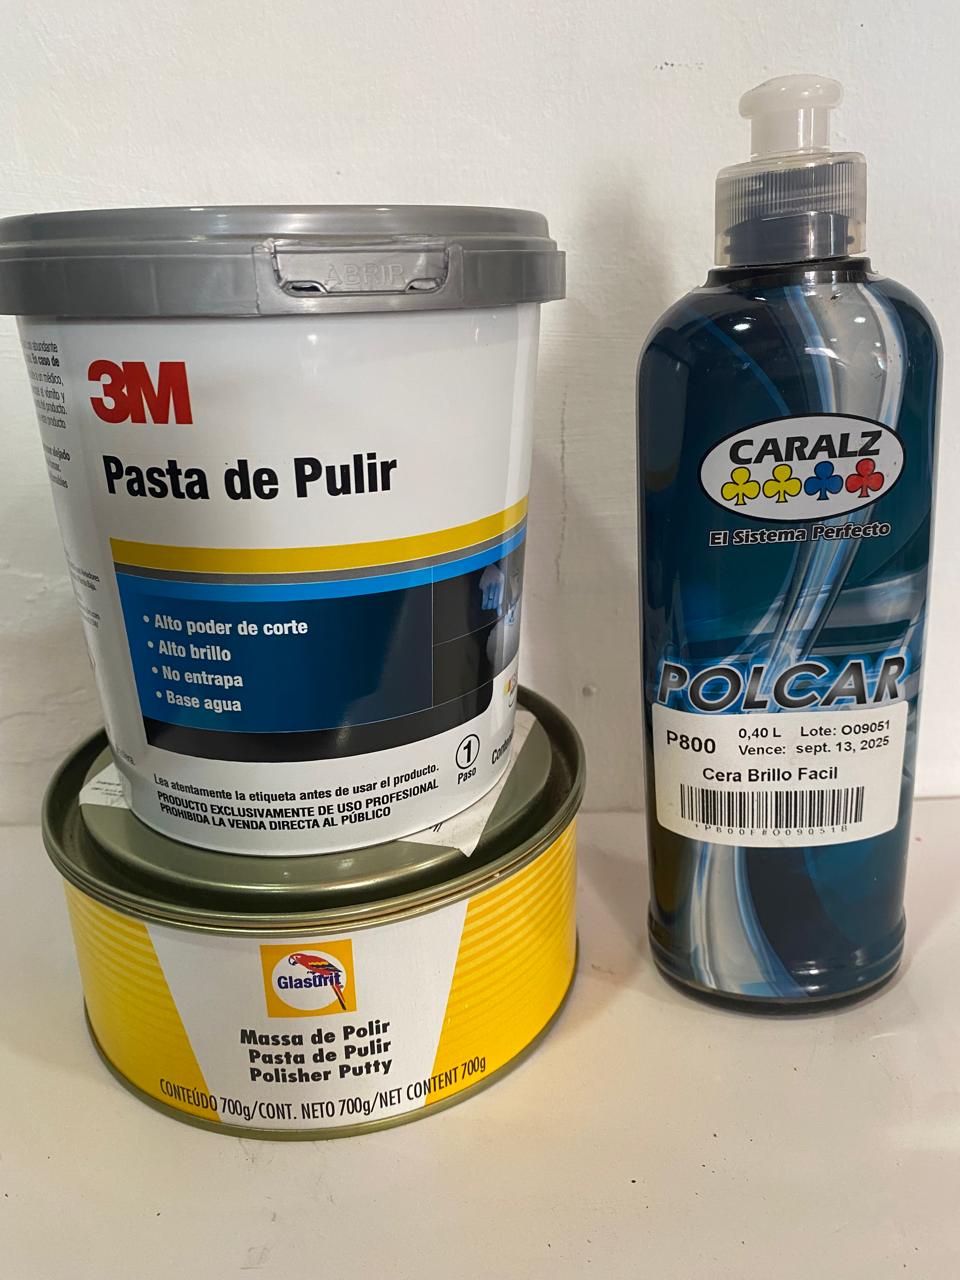 ABRIR
3M
Pasta de Pulir
• Alto poder de corte
• Alto brillo
• No entrapa
• Base agua
1
Paso
Lea atentamente la etiqueta antes de usar el producto.
PRODUCTO EXCLUSIVAMENTE DE USO PROFESIONAL
PROHIBIDA LA VENDA DIRECTA AL PÚBLICO
Glasurit
Massa de Polir
Pasta de Pulir
Polisher Putty
CONTEÚDO 700g/CONT. NETO 700g/NET CONTENT 700g
CARALZ
El Sistema Perfecto
POLCAR
P800 0,40 L Lote: O09051
Vence: sept. 13, 2025
Cera Brillo Facil